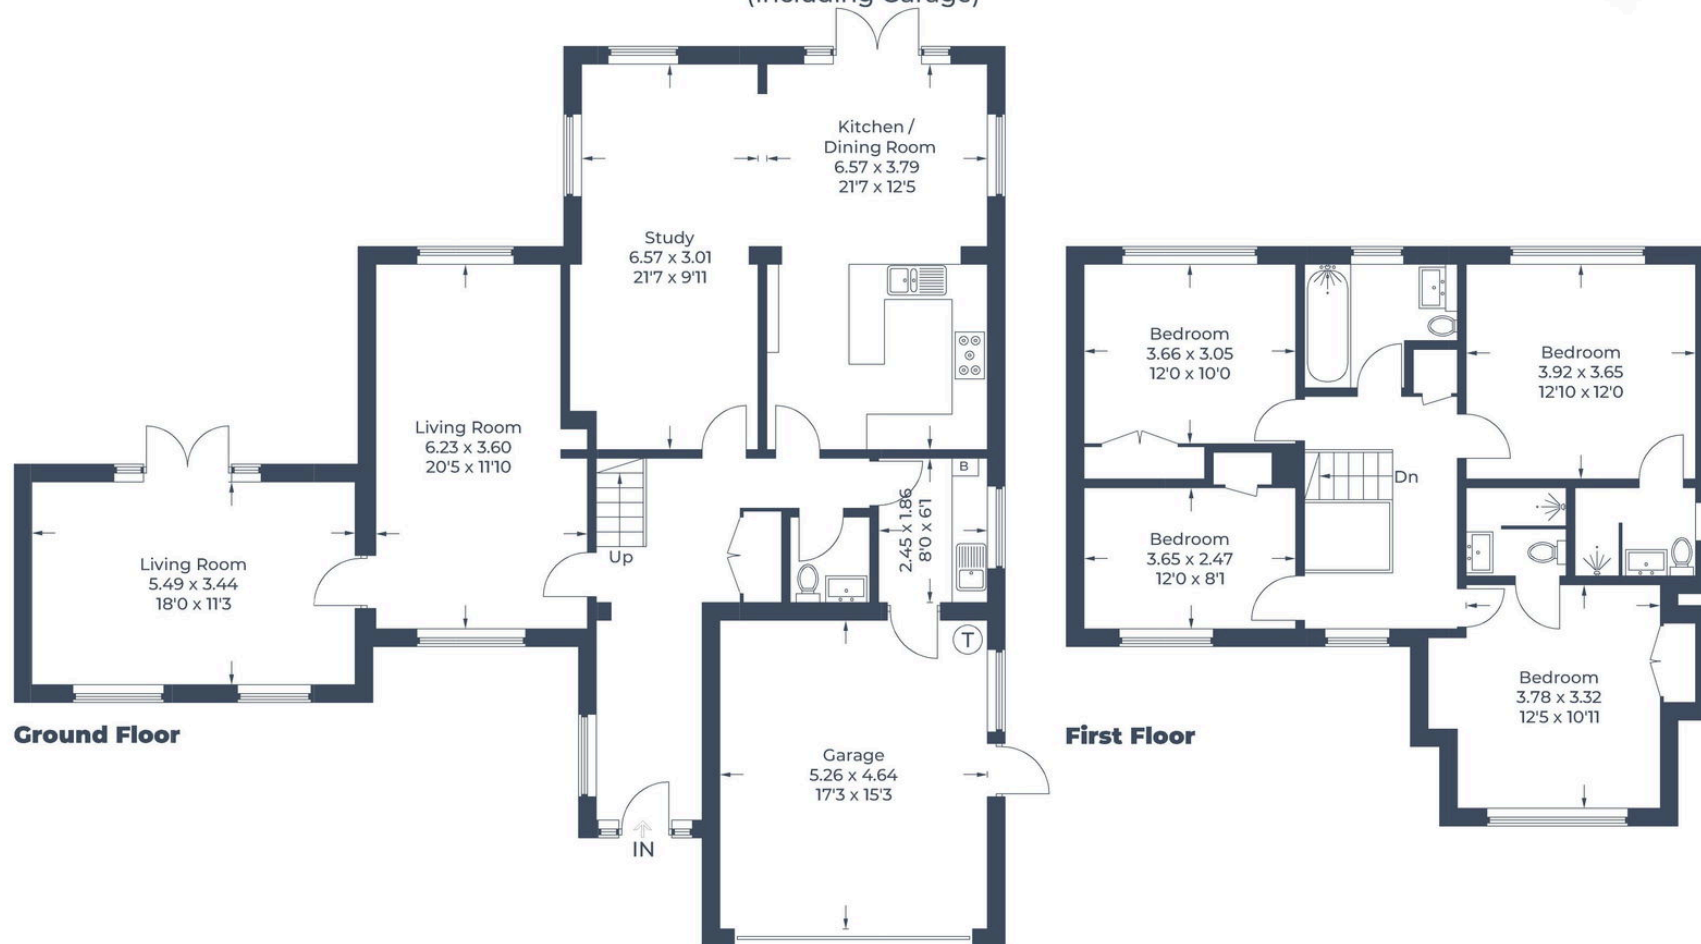 (Including Garage)
Kitchen /
Dining Room
6.57 x 3.79
21'7 x 12'5
Study
6.57 x 3.01
21'7 x 9'11
Living Room
6.23 x 3.60
20'5 x 11'10
Living Room
5.49 x 3.44
18'0 x 11'3
Up
B
2.45 x 1.86
8'0 x 6'1
T
Garage
5.26 x 4.64
17'3 x 15'3
IN
Ground Floor
Bedroom
3.66 x 3.05
12'0 x 10'0
Bedroom
3.92 x 3.65
12'10 x 12'0
Dn
Bedroom
3.65 x 2.47
12'0 x 8'1
Bedroom
3.78 x 3.32
12'5 x 10'11
First Floor